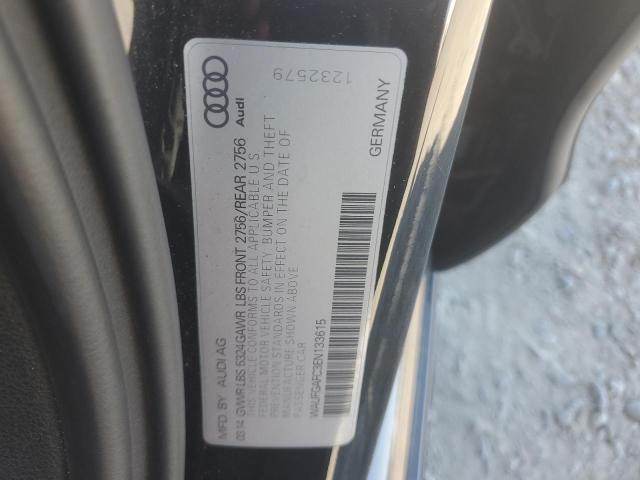 Audi
1232579
MFD. BY AUDI AG
GERMANY
03 14 GVWR LBS 5324 GAWR LBS FRONT 2756/REAR 2756
THIS VEHICLE CONFORMS TO ALL APPLICABLE U S
FEDERAL MOTOR VEHICLE SAFETY, BUMPER AND THEFT
PREVENTION STANDARDS IN EFFECT ON THE DATE OF
MANUFACTURE SHOWN ABOVE
PASSENGER CAR
WAUFGAFC3EN133615